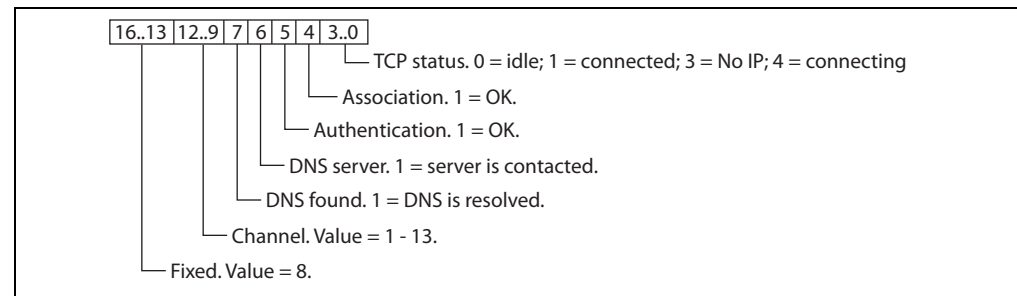 16..13 12..9 7 6 5 4 3..0
TCP status. 0 = idle; 1 = connected; 3 = No IP; 4 = connecting
Association. 1 = OK.
Authentication. 1 = OK.
DNS server. 1 = server is contacted.
DNS found. 1 = DNS is resolved.
Channel. Value = 1 - 13.
Fixed. Value = 8.